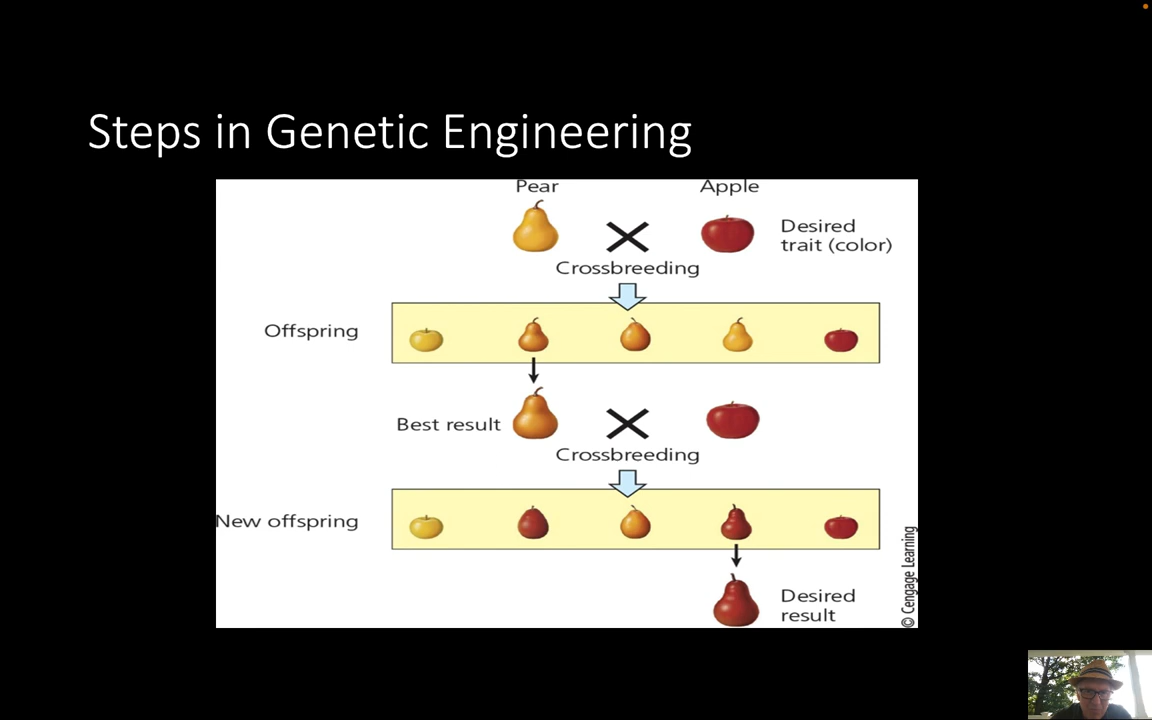 Steps in Genetic Engineering
Pear
Apple
Desired
trait (color)
Crossbreeding
Offspring
Best result
Crossbreeding
New offspring
Desired
result
© Cengage Learning